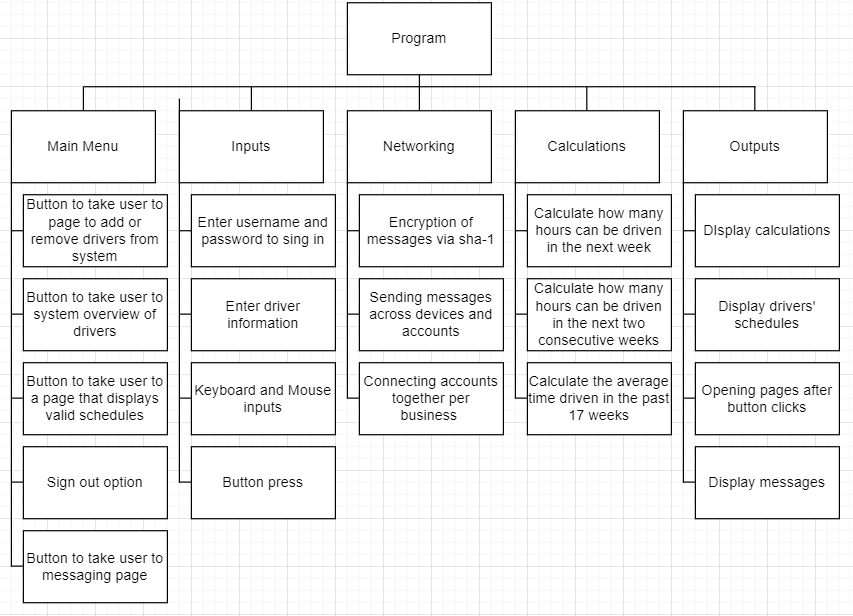 Program
Main Menu
Button to take user to
page to add or
remove drivers from
system
Button to take user to
system overview of
drivers
Button to take user to
a page that displays
valid schedules
Sign out option
Button to take user to
messaging page
Inputs
Enter username and
password to sing in
Enter driver
information
Keyboard and Mouse
inputs
Button press
Networking
Encryption of
messages via sha-1
Sending messages
across devices and
accounts
Connecting accounts
together per
business
Calculations
Calculate how many
hours can be driven
in the next week
Calculate how many
hours can be driven
in the next two
consecutive weeks
Calculate the average
time driven in the past
17 weeks
Outputs
DIsplay calculations
Display drivers'
schedules
Opening pages after
button clicks
Display messages